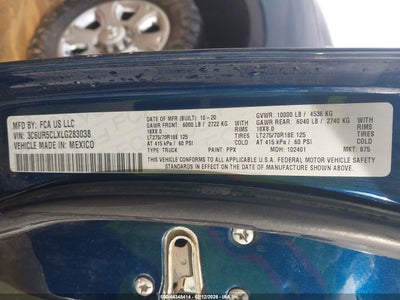 MFD BY: FCA US LLC
VIN: 3C6UR5CLXLG283038
VEHICLE MADE IN: MEXICO
DATE OF MFR (BUILT): 10-20 GVWR: 10000 LB / 4536 KG
GAWR FRONT: 6000 LB / 2722 KG GAWR REAR: 6040 LB / 2740 KG
18X8.0 RIMS 18X8.0 RIMS
LT275/70R18E 125 TIRES LT275/70R18E 125 TIRES
AT 415 kPa / 60 PSI COLD AT 415 kPa / 60 PSI COLD
TYPE: TRUCK PAINT: PPX MDH: 102401 MKT: 875
THIS VEHICLE CONFORMS TO ALL APPLICABLE U.S.A. FEDERAL MOTOR VEHICLE SAFETY
STANDARDS IN EFFECT ON THE DATE OF MANUFACTURE SHOWN ABOVE.